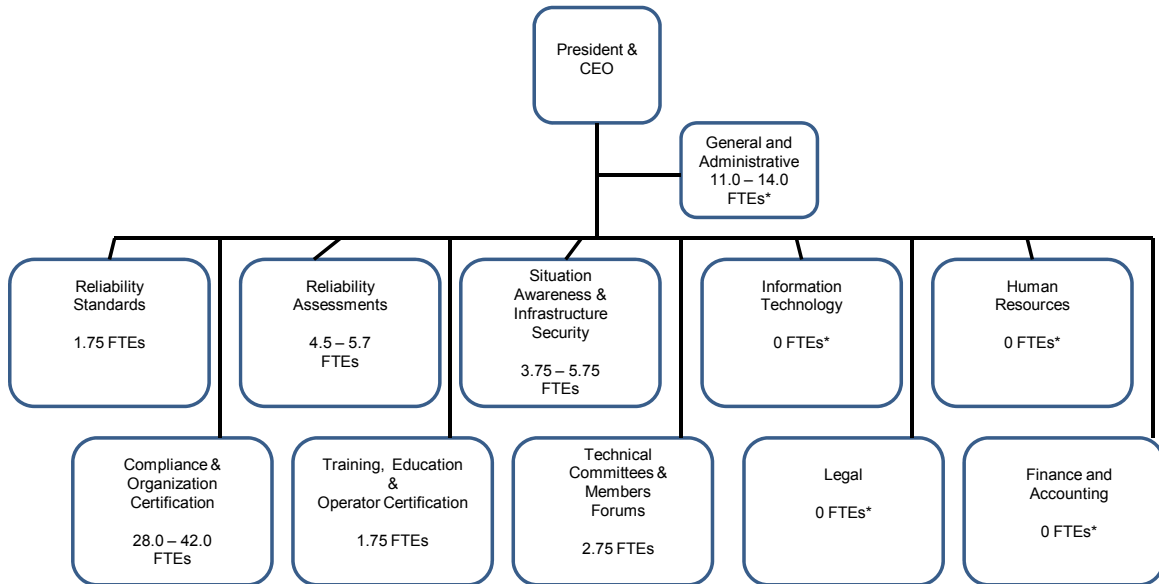 President &
CEO
General and
Administrative
11.0 – 14.0
FTEs*
Reliability
Standards
1.75 FTEs
Reliability
Assessments
4.5 – 5.7
FTEs
Situation
Awareness &
Infrastructure
Security
3.75 – 5.75
FTEs
Information
Technology
0 FTEs*
Human
Resources
0 FTEs*
Compliance &
Organization
Certification
28.0 – 42.0
FTEs
Training, Education
&
Operator Certification
1.75 FTEs
Technical
Committees &
Members
Forums
2.75 FTEs
Legal
0 FTEs*
Finance and
Accounting
0 FTEs*